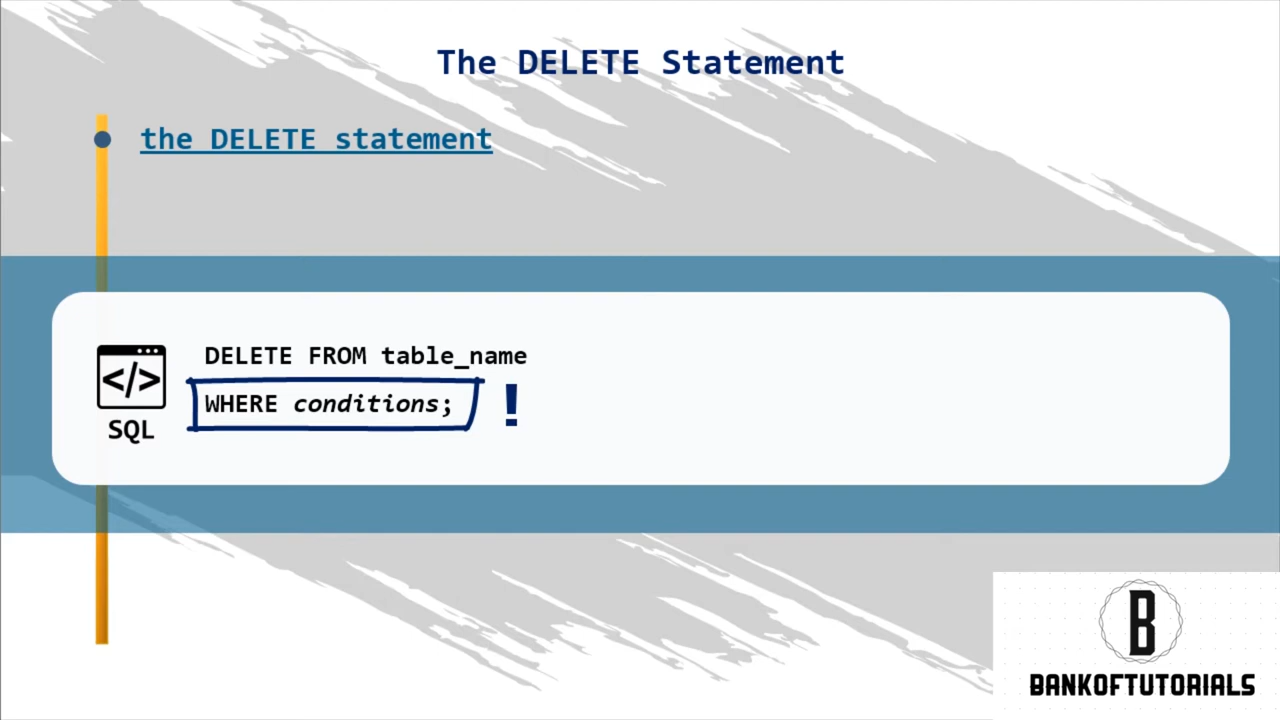 The DELETE Statement
the DELETE statement
DELETE FROM table_name
WHERE conditions;
!
</>
SQL
B
BANKOFTUTORIALS